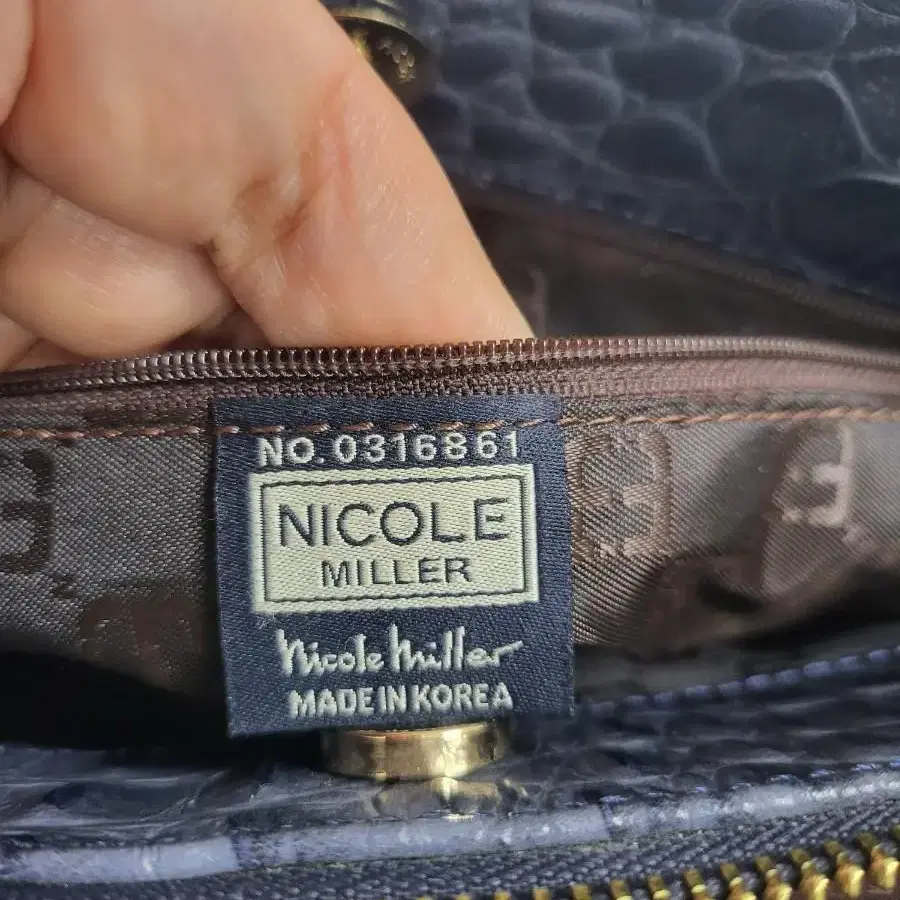 NO. 0316861
NICOLE
MILLER
Nicole Miller
MADE IN KOREA